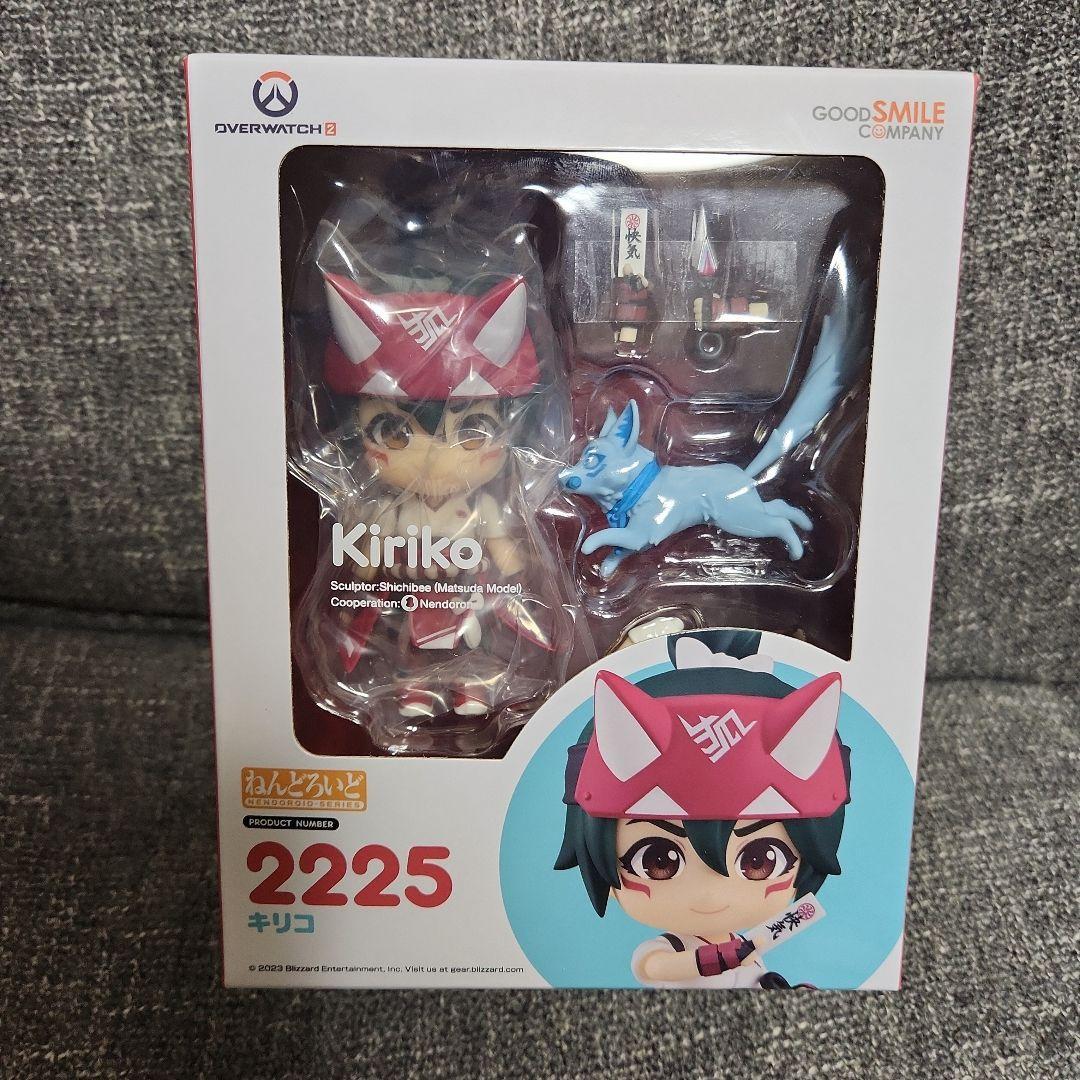 OVERWATCH 2
GOOD SMILE
COMPANY
快気
Kiriko
Sculptor:Shichibee (Matsuda Model)
Cooperation: Nendoron
ねんどろいど
NENDOROID-SERIES
PRODUCT NUMBER
2225
キリコ
快気
© 2023 Blizzard Entertainment, Inc. Visit us at gear.blizzard.com